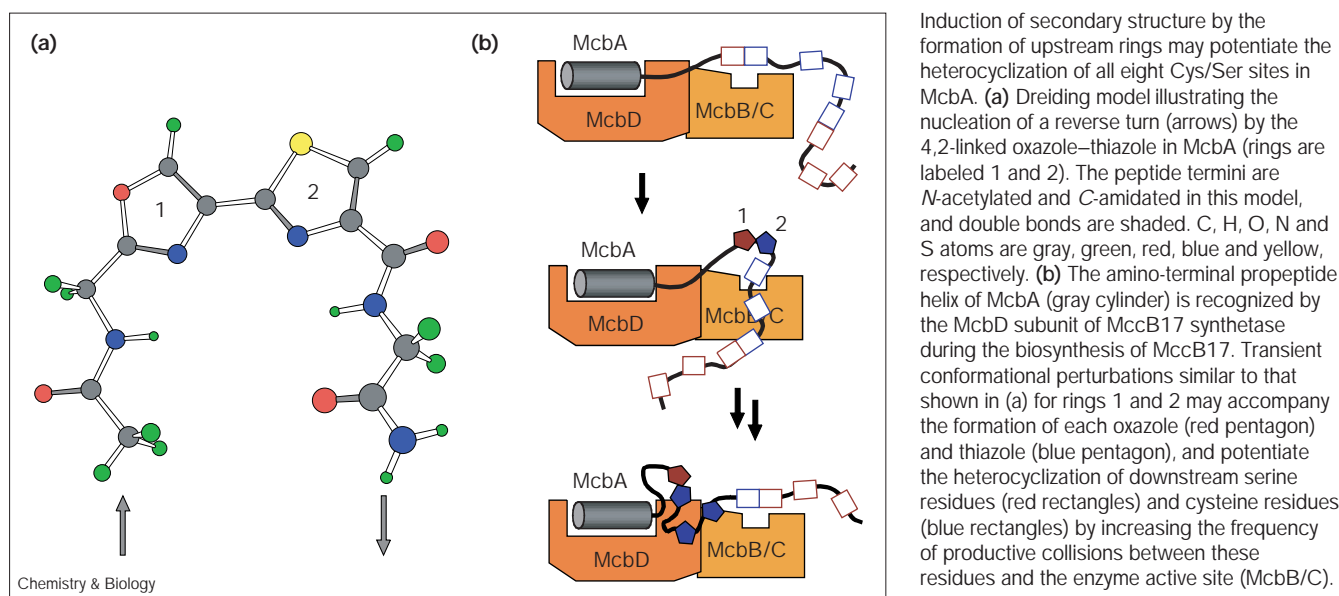 (a)
1
2
Chemistry & Biology
(b)
McbA
McbD
McbB/C
1
2
McbA
McbD
McbB/C
McbA
McbD
McbB/C
Induction of secondary structure by the
formation of upstream rings may potentiate the
heterocyclization of all eight Cys/Ser sites in
McbA. (a) Dreiding model illustrating the
nucleation of a reverse turn (arrows) by the
4,2-linked oxazole–thiazole in McbA (rings are
labeled 1 and 2). The peptide termini are
N-acetylated and C-amidated in this model,
and double bonds are shaded. C, H, O, N and
S atoms are gray, green, red, blue and yellow,
respectively. (b) The amino-terminal propeptide
helix of McbA (gray cylinder) is recognized by
the McbD subunit of MccB17 synthetase
during the biosynthesis of MccB17. Transient
conformational perturbations similar to that
shown in (a) for rings 1 and 2 may accompany
the formation of each oxazole (red pentagon)
and thiazole (blue pentagon), and potentiate
the heterocyclization of downstream serine
residues (red rectangles) and cysteine residues
(blue rectangles) by increasing the frequency
of productive collisions between these
residues and the enzyme active site (McbB/C).